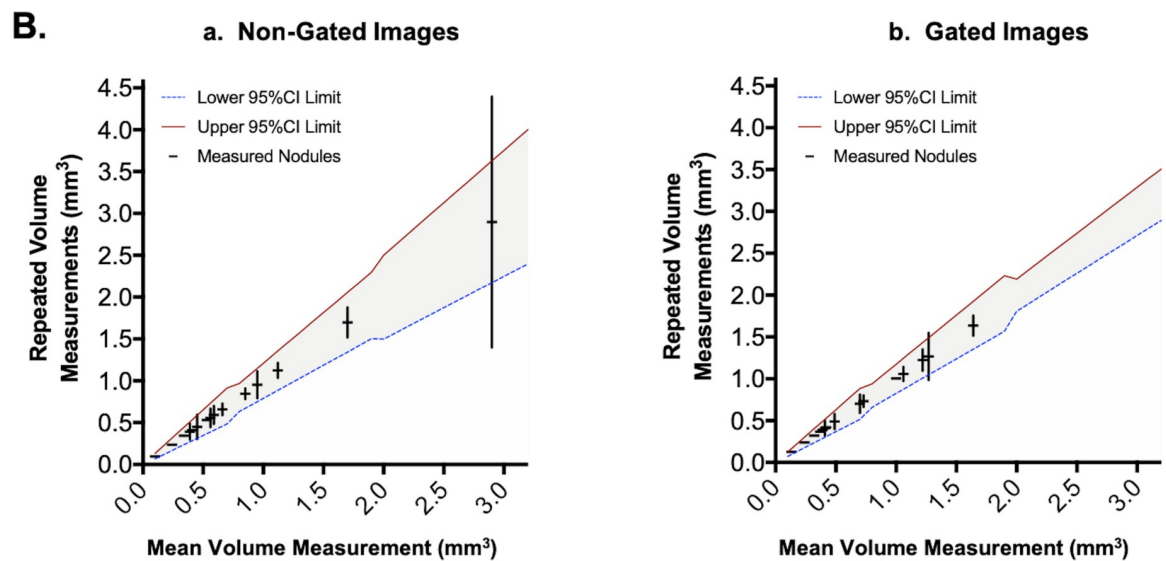 B.
a. Non-Gated Images
4.5
4.0
3.5
3.0
2.5
2.0
1.5
1.0
0.5
0.0
Repeated Volume
Measurements (mm³)
Lower 95%CI Limit
Upper 95%CI Limit
Measured Nodules
0.0 0.5 1.0 1.5 2.0 2.5 3.0
Mean Volume Measurement (mm³)
b. Gated Images
4.5
4.0
3.5
3.0
2.5
2.0
1.5
1.0
0.5
0.0
Repeated Volume
Measurements (mm³)
Lower 95%CI Limit
Upper 95%CI Limit
Measured Nodules
0.0 0.5 1.0 1.5 2.0 2.5 3.0
Mean Volume Measurement (mm³)